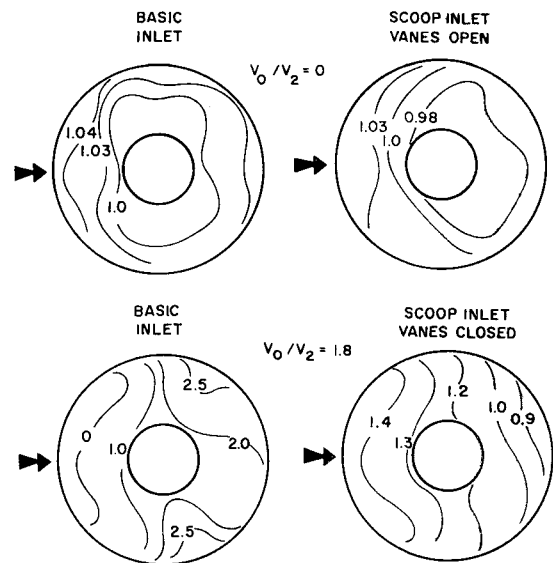 BASIC
INLET
SCOOP INLET
VANES OPEN
V₀/V₂ = 0
1.04
1.03
1.0
1.03
1.0
0.98
BASIC
INLET
SCOOP INLET
VANES CLOSED
V₀/V₂ = 1.8
2.5
0
1.0
2.0
2.5
1.2
1.4
1.0
0.9
1.3